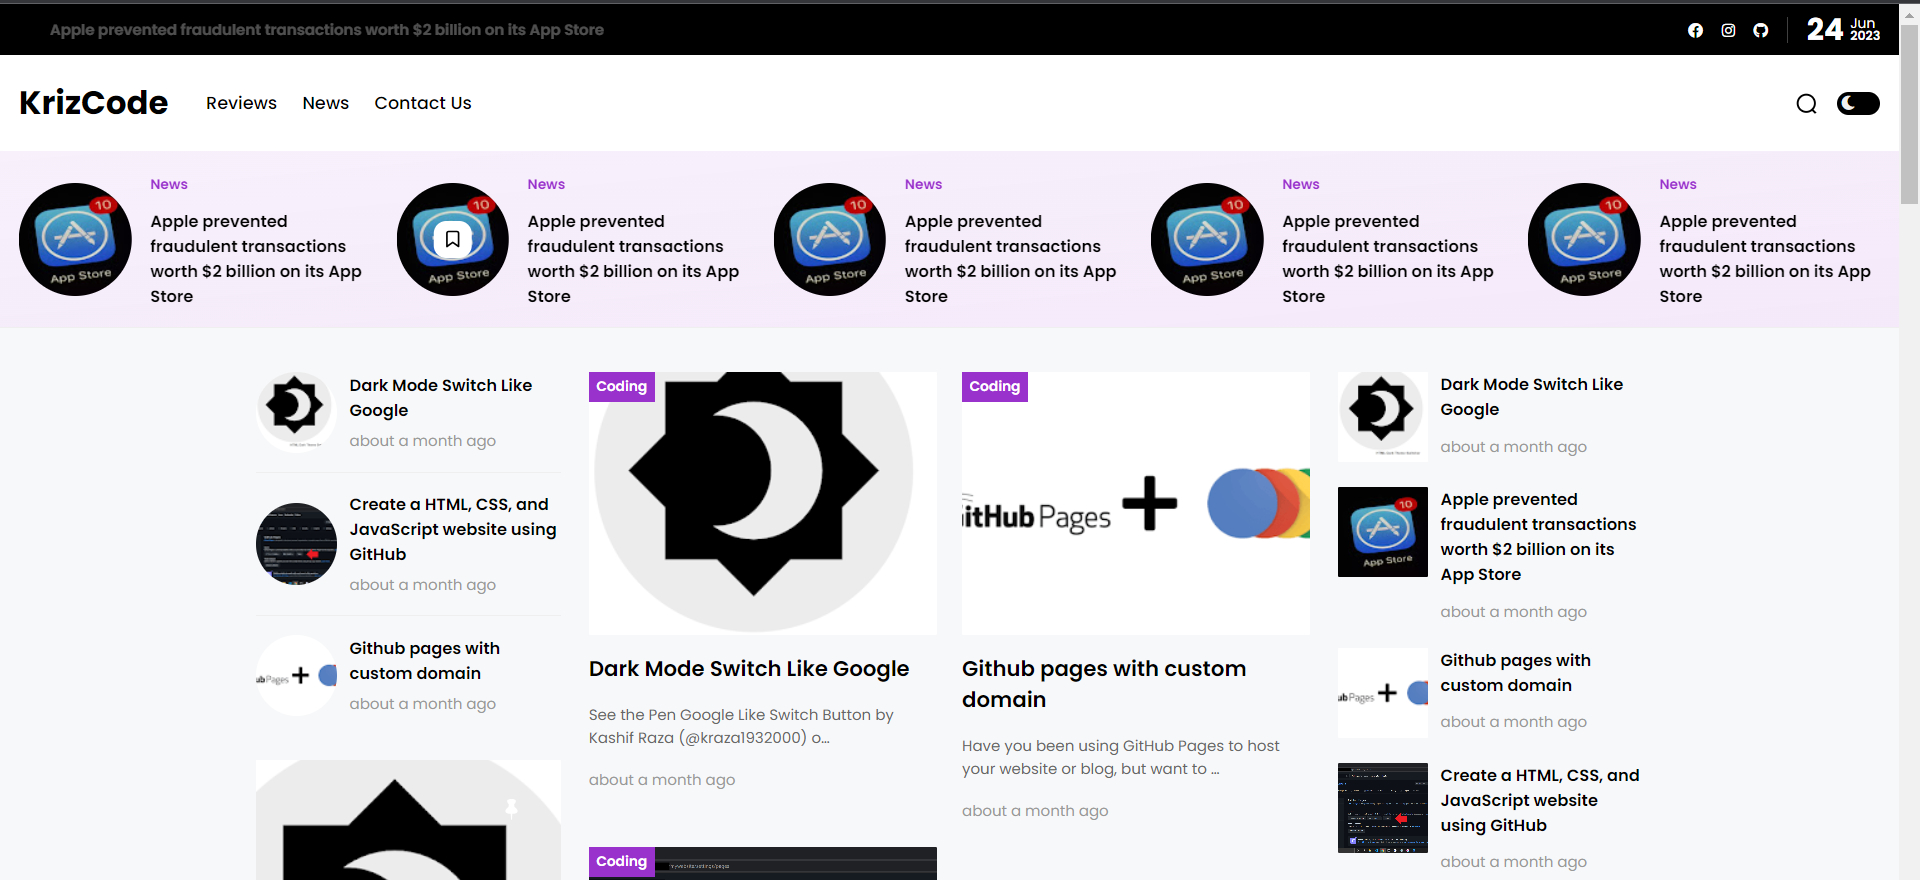 Apple prevented fraudulent transactions worth $2 billion on its App Store
24 Jun
2023
KrizCode
Reviews
News
Contact Us
News
Apple prevented
fraudulent transactions
worth $2 billion on its App
Store
10
App Store
News
Apple prevented
fraudulent transactions
worth $2 billion on its App
Store
10
App Store
News
Apple prevented
fraudulent transactions
worth $2 billion on its App
Store
10
App Store
News
Apple prevented
fraudulent transactions
worth $2 billion on its App
Store
10
App Store
News
Apple prevented
fraudulent transactions
worth $2 billion on its App
Store
10
App Store
Dark Mode Switch Like
Google
about a month ago
Create a HTML, CSS, and
JavaScript website using
GitHub
about a month ago
ub Pages
Github pages with
custom domain
about a month ago
Coding
Dark Mode Switch Like Google
See the Pen Google Like Switch Button by
Kashif Raza (@kraza1932000) o...
about a month ago
Coding
Coding
itHub Pages +
Github pages with custom
domain
Have you been using GitHub Pages to host
your website or blog, but want to ...
about a month ago
Dark Mode Switch Like
Google
about a month ago
10
App Store
Apple prevented
fraudulent transactions
worth $2 billion on its
App Store
about a month ago
ub Pages
Github pages with
custom domain
about a month ago
Create a HTML, CSS, and
JavaScript website
using GitHub
about a month ago